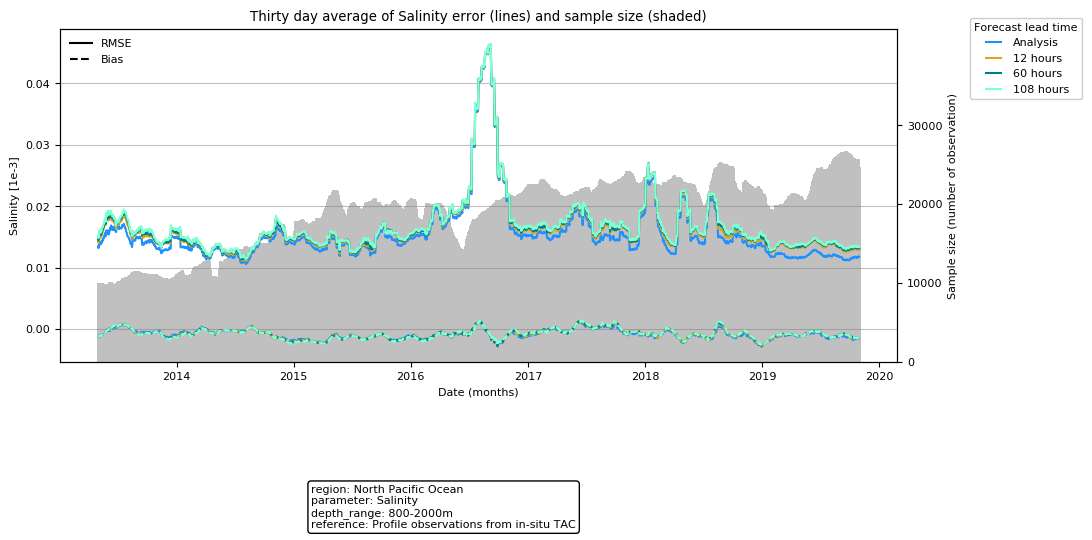 Thirty day average of Salinity error (lines) and sample size (shaded)
RMSE
Bias
Forecast lead time
Analysis
12 hours
60 hours
108 hours
0.04
0.03
0.02
0.01
0.00
Salinity [1e-3]
30000
20000
10000
0
Sample size (number of observation)
2014
2015
2016
2017
2018
2019
2020
Date (months)
region: North Pacific Ocean
parameter: Salinity
depth_range: 800-2000m
reference: Profile observations from in-situ TAC